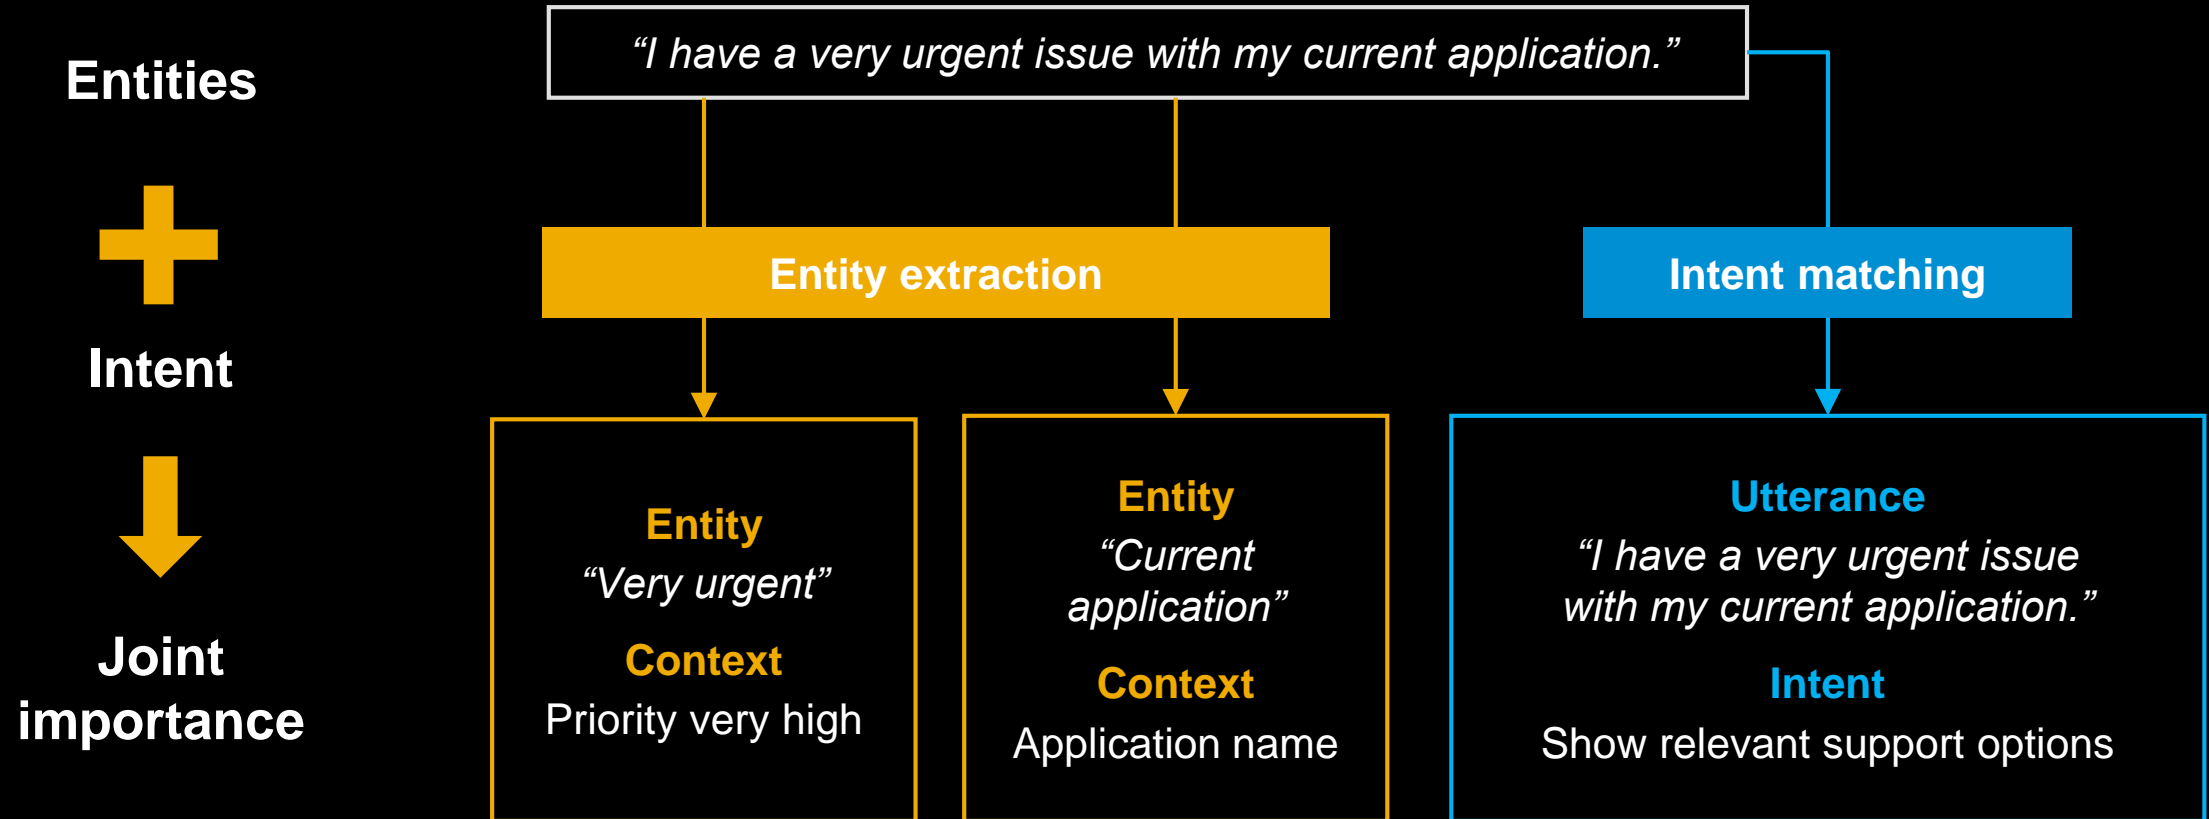 Entities
Intent
Joint
importance
“I have a very urgent issue with my current application.”
Entity extraction
Intent matching
Entity
“Very urgent”
Context
Priority very high
Entity
“Current
application”
Context
Application name
Utterance
“I have a very urgent issue
with my current application.”
Intent
Show relevant support options